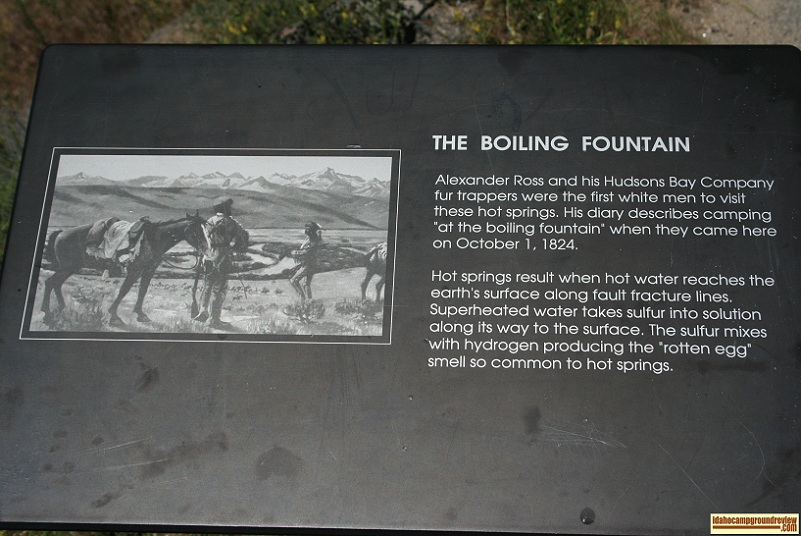 THE BOILING FOUNTAIN
Alexander Ross and his Hudsons Bay Company
fur trappers were the first white men to visit
these hot springs. His diary describes camping
"at the boiling fountain" when they came here
on October 1, 1824.
Hot springs result when hot water reaches the
earth's surface along fault fracture lines.
Superheated water takes sulfur into solution
along its way to the surface. The sulfur mixes
with hydrogen producing the "rotten egg"
smell so common to hot springs.
idahocampgroundreview
.com